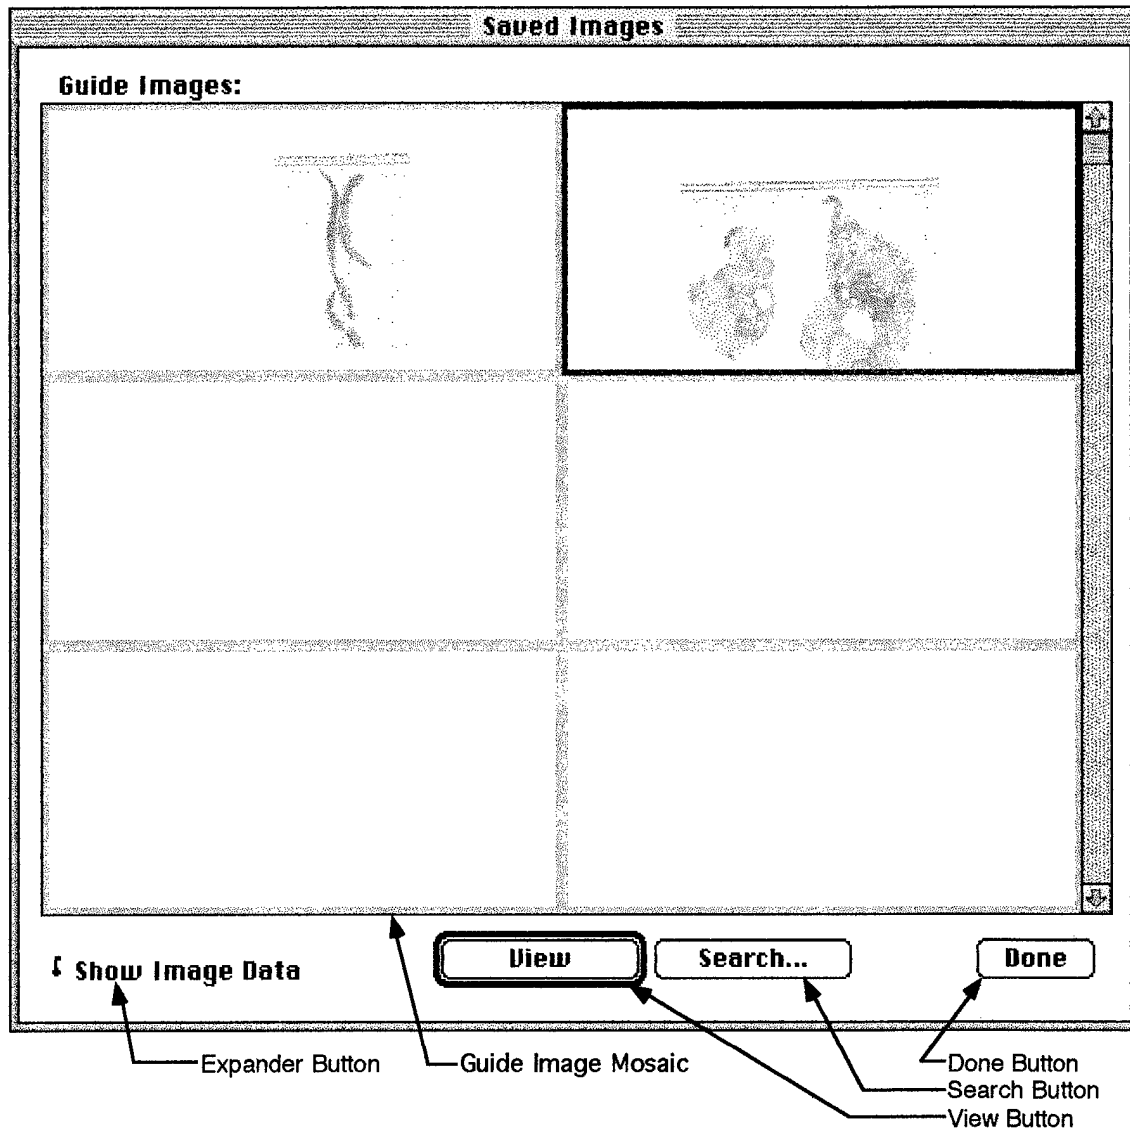 Saved Images
Guide Images:
Show Image Data
View
Search...
Done
Expander Button
Guide Image Mosaic
Done Button
Search Button
View Button